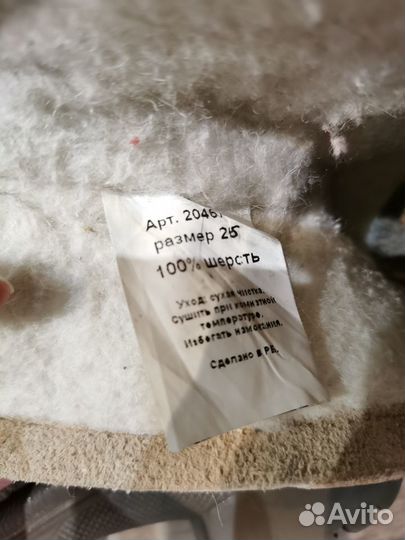 Арт. 2046
размер 25
100% шерсть
Уход: сухая чистка.
Сушить при комнатной
температуре.
Избегать намокания.
Сделано в РБ.
Avito